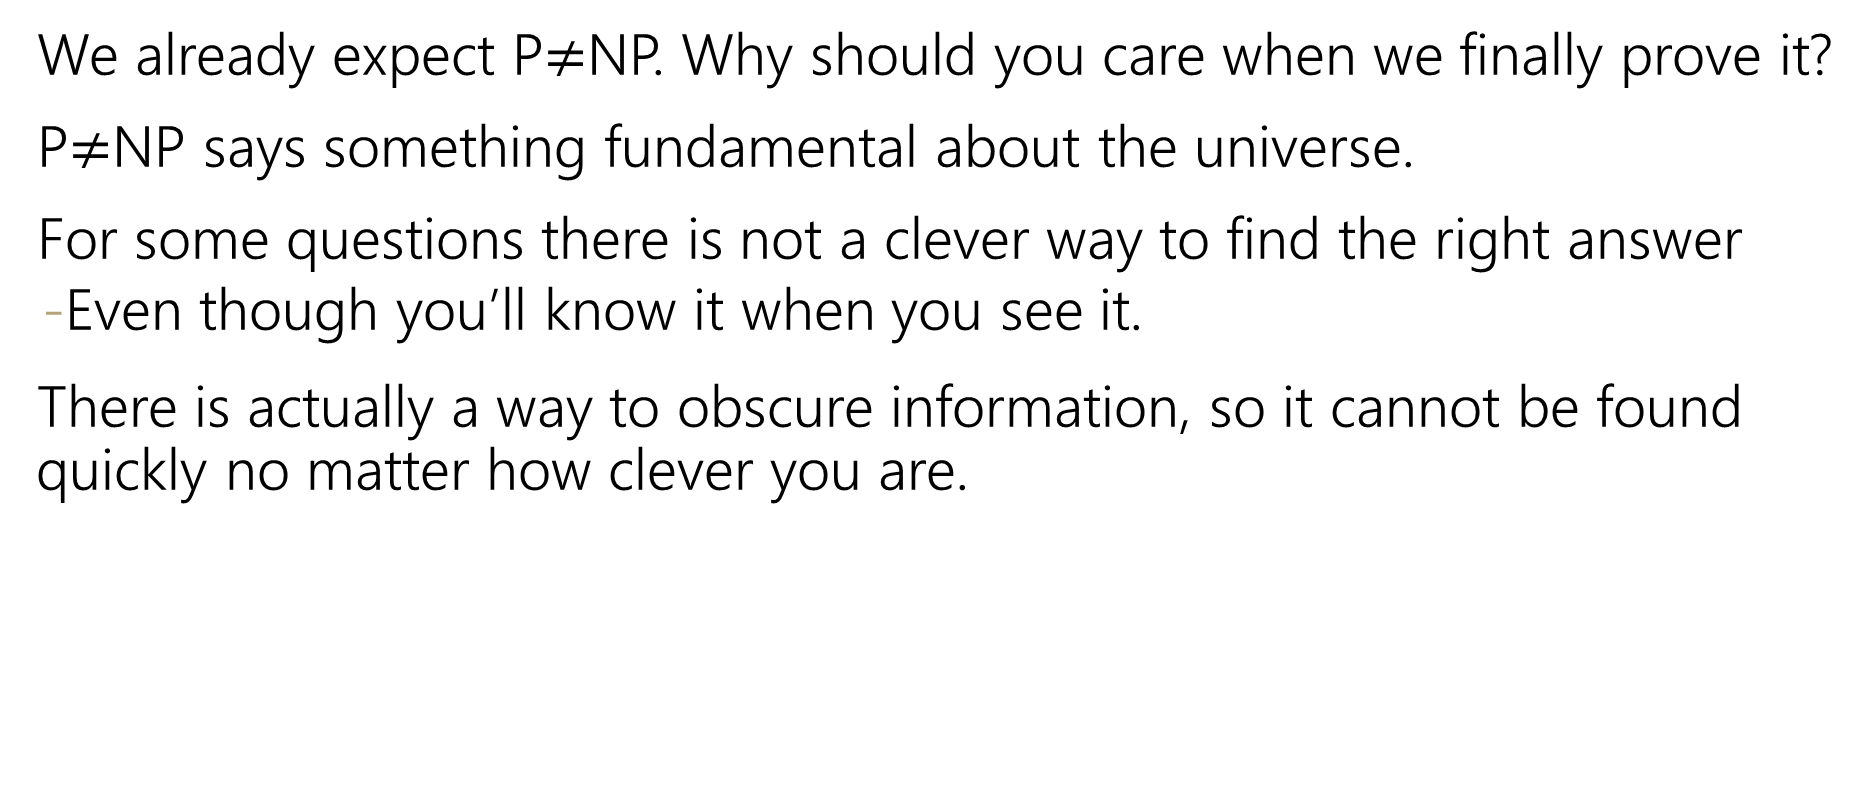 We already expect P≠NP. Why should you care when we finally prove it?
P≠NP says something fundamental about the universe.
For some questions there is not a clever way to find the right answer
-Even though you’ll know it when you see it.
There is actually a way to obscure information, so it cannot be found
quickly no matter how clever you are.